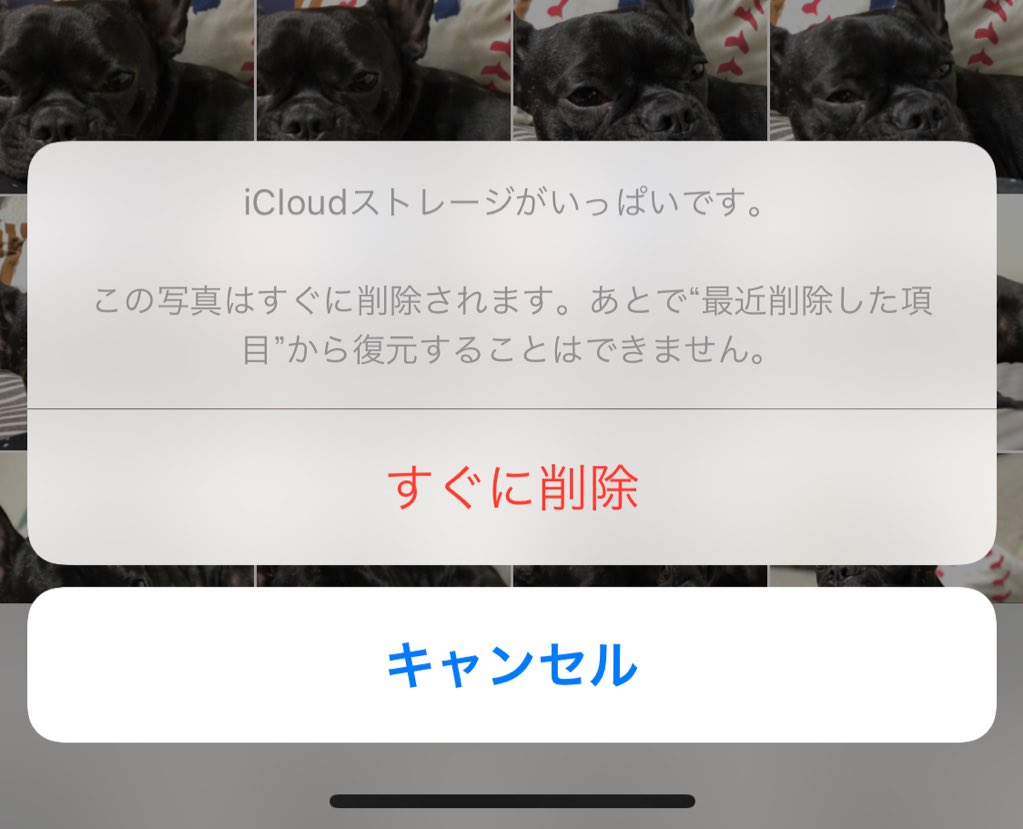 iCloudストレージがいっぱいです。
この写真はすぐに削除されます。あとで“最近削除した項
目”から復元することはできません。
すぐに削除
キャンセル